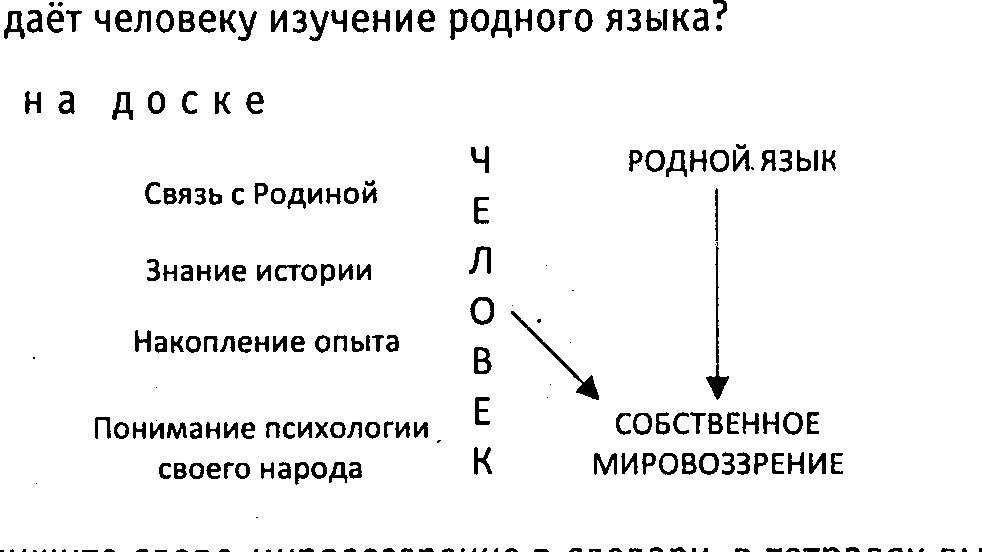 даёт человеку изучение родного языка?
на доске
Связь с Родиной
Знание истории
Накопление опыта
Понимание психологии
своего народа
Ч
Е
Л
О
В
Е
К
РОДНОЙ ЯЗЫК
СОБСТВЕННОЕ
МИРОВОЗЗРЕНИЕ